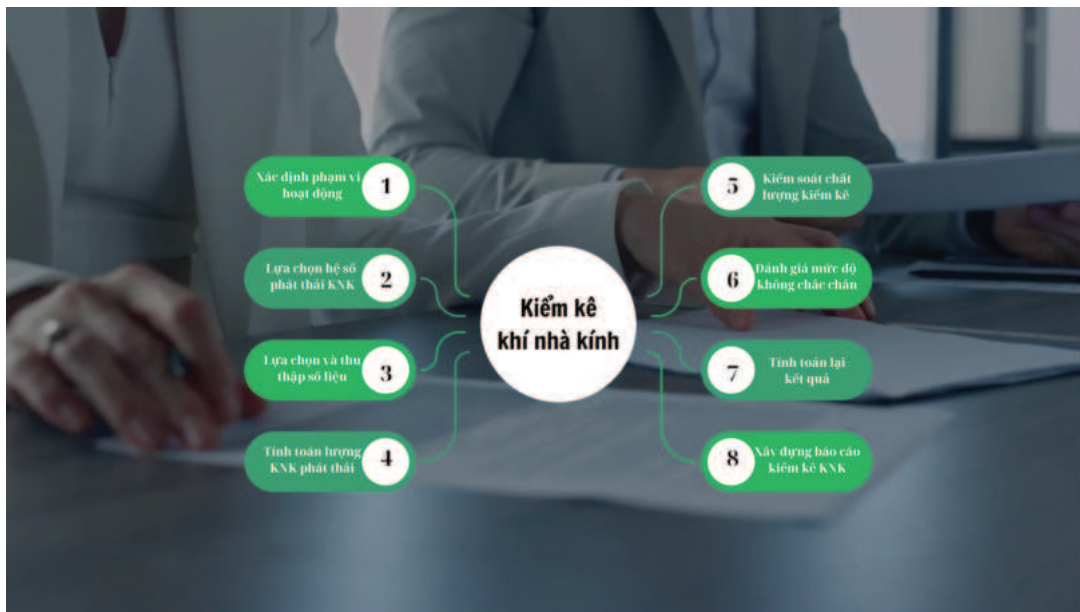 Xác định phạm vi
hoạt động
1
Lựa chọn hệ số
phát thải KNK
2
Lựa chọn và thu
thập số liệu
3
Tính toán lượng
KNK phát thải
4
Kiểm kê
khí nhà kính
5
Kiểm soát chất
lượng kiểm kê
6
Đánh giá mức độ
không chắc chắn
7
Tính toán lại
kết quả
8
Xây dựng báo cáo
kiểm kê KNK